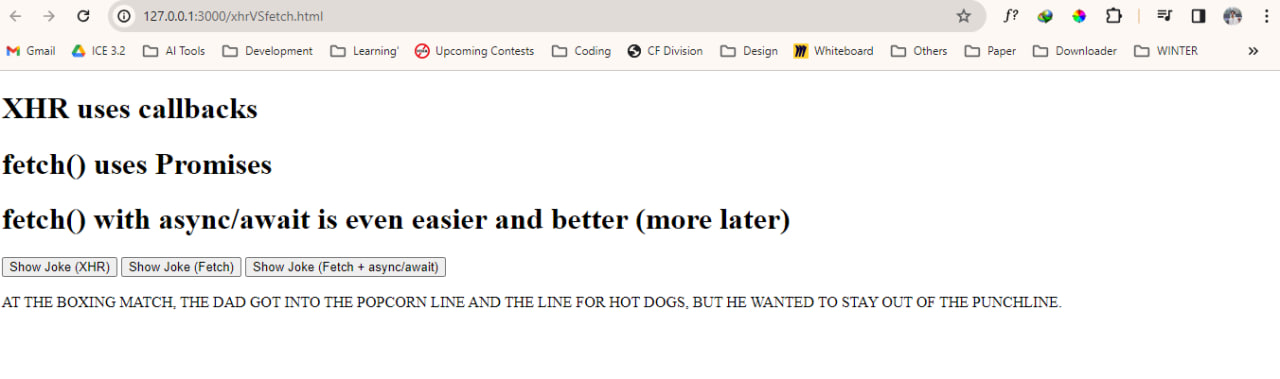 127.0.0.1:3000/xhrVSfetch.html
f?
Gmail ICE 3.2 AI Tools Development Learning' Upcoming Contests Coding CF Division Design Whiteboard Others Paper Downloader WINTER »
XHR uses callbacks
fetch() uses Promises
fetch() with async/await is even easier and better (more later)
Show Joke (XHR) Show Joke (Fetch) Show Joke (Fetch + async/await)
AT THE BOXING MATCH, THE DAD GOT INTO THE POPCORN LINE AND THE LINE FOR HOT DOGS, BUT HE WANTED TO STAY OUT OF THE PUNCHLINE.